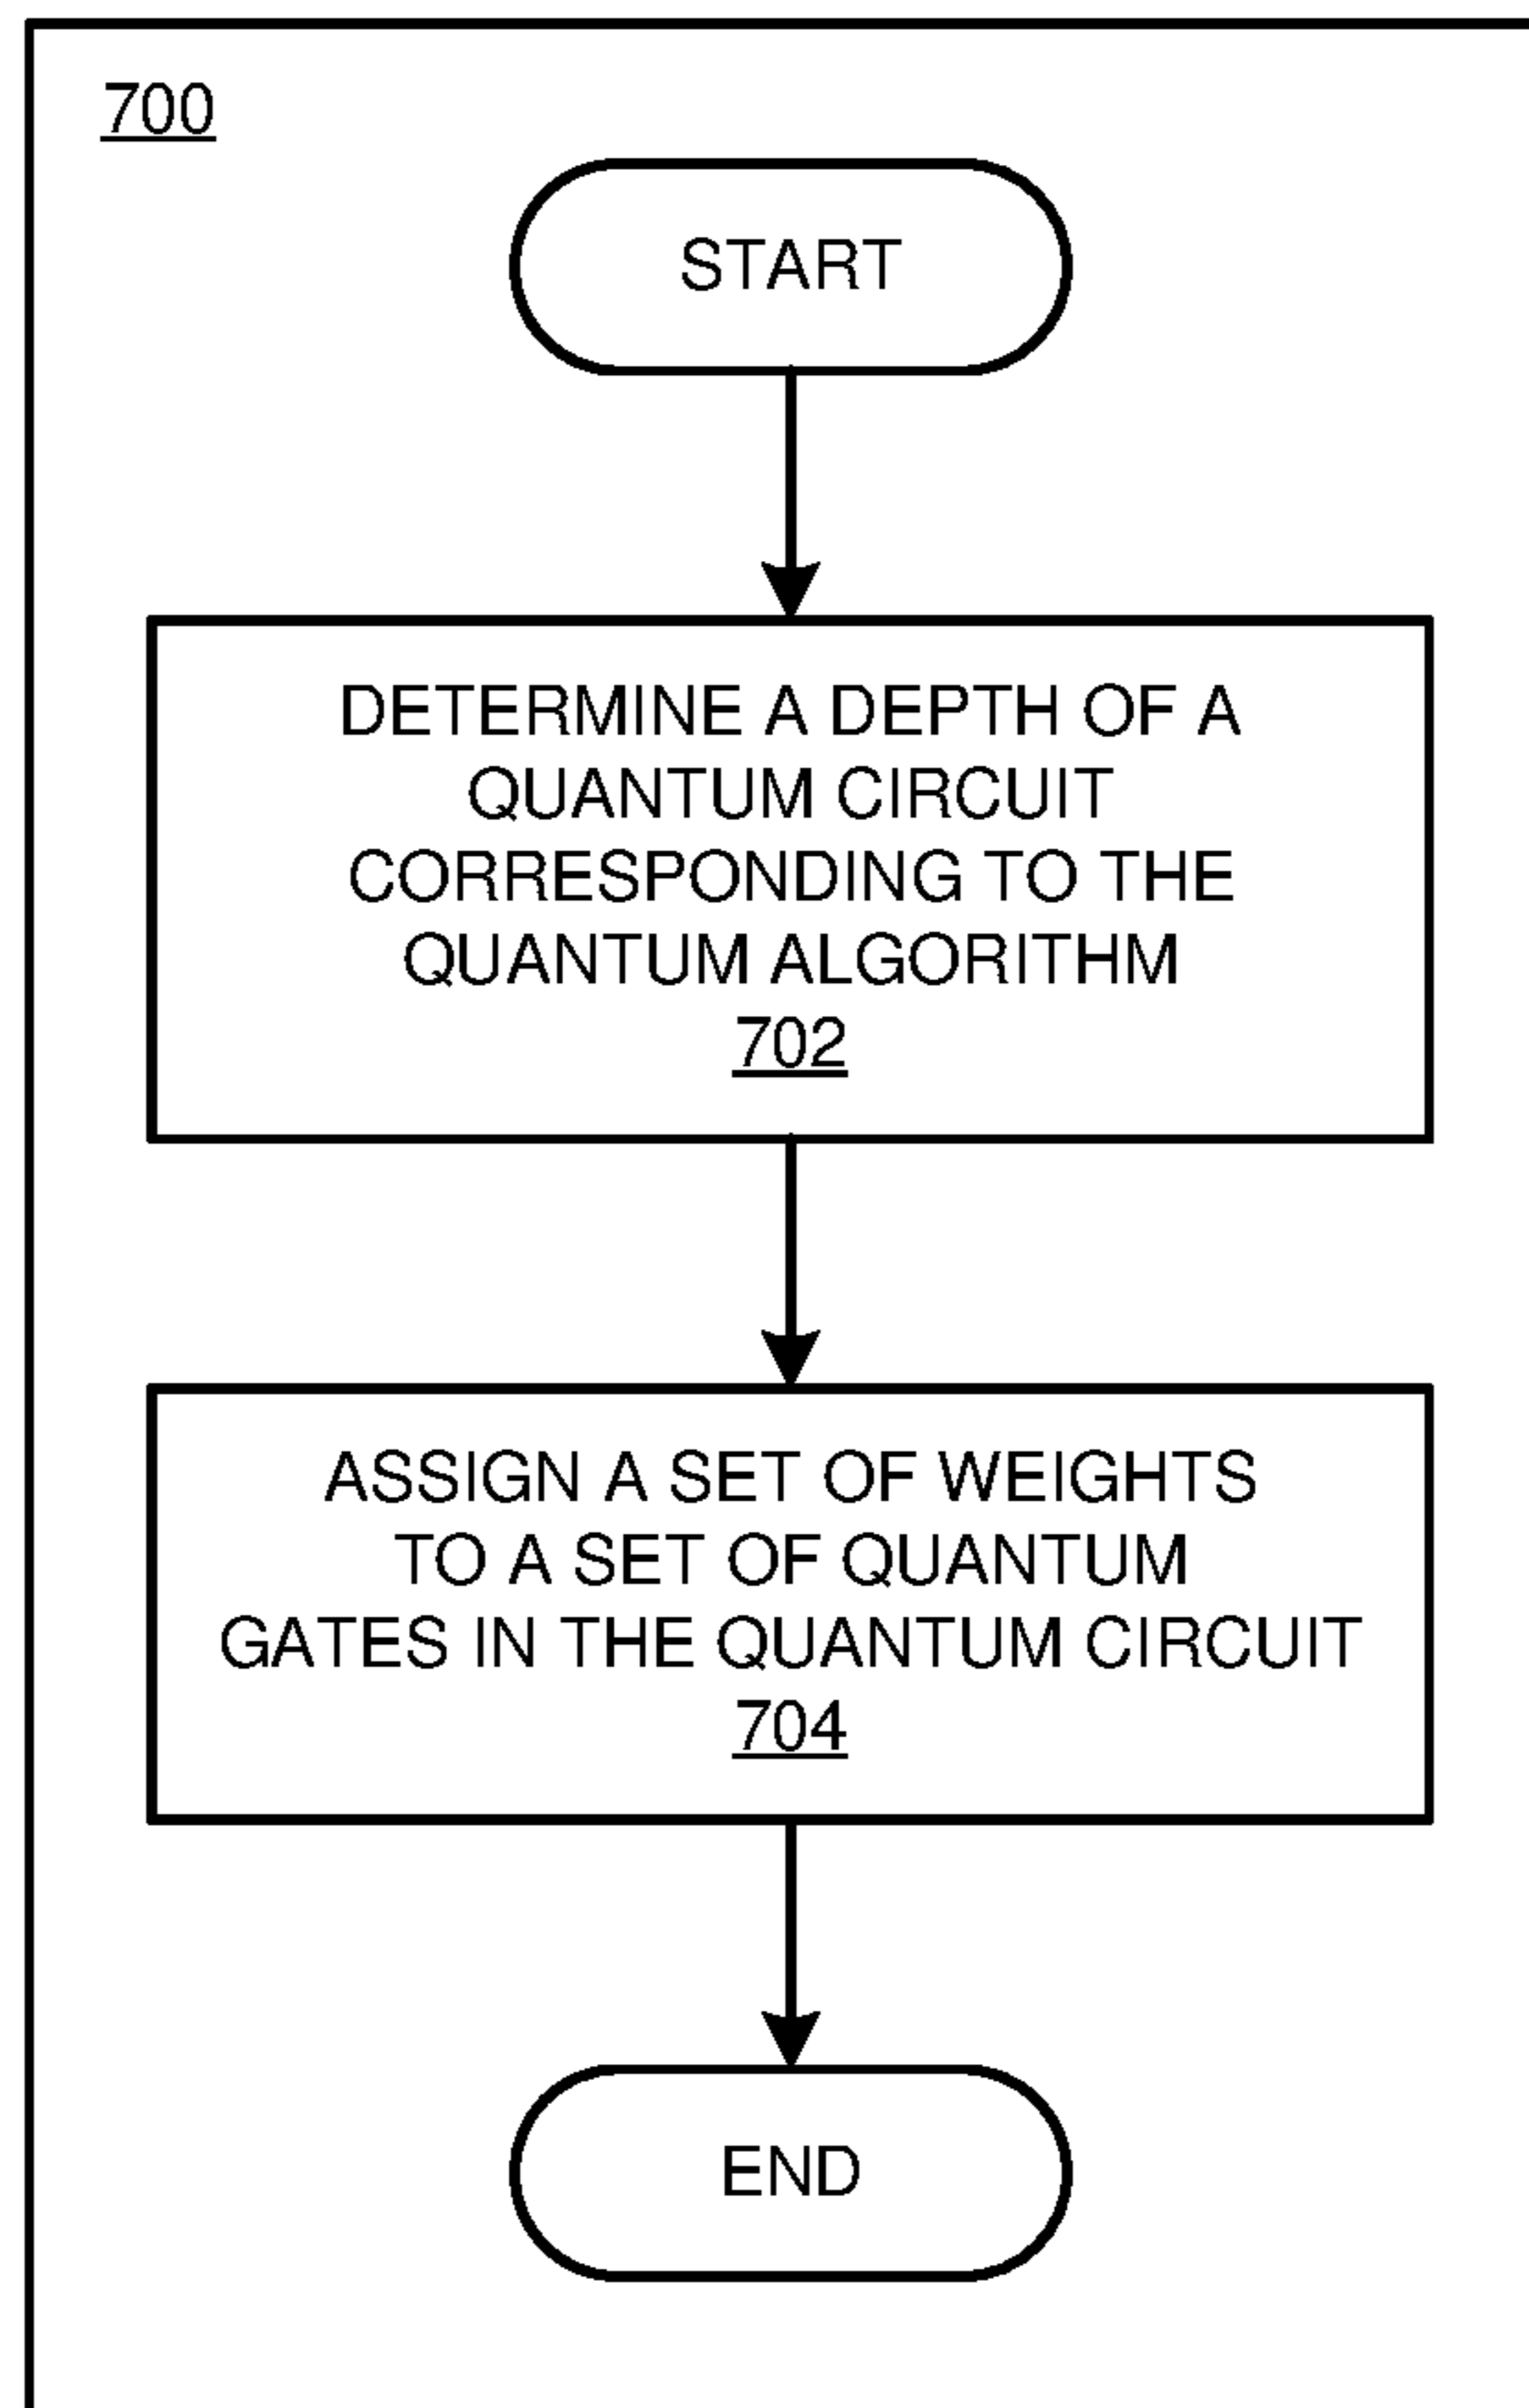 700
START
DETERMINE A DEPTH OF A
QUANTUM CIRCUIT
CORRESPONDING TO THE
QUANTUM ALGORITHM
702
ASSIGN A SET OF WEIGHTS
TO A SET OF QUANTUM
GATES IN THE QUANTUM CIRCUIT
704
END